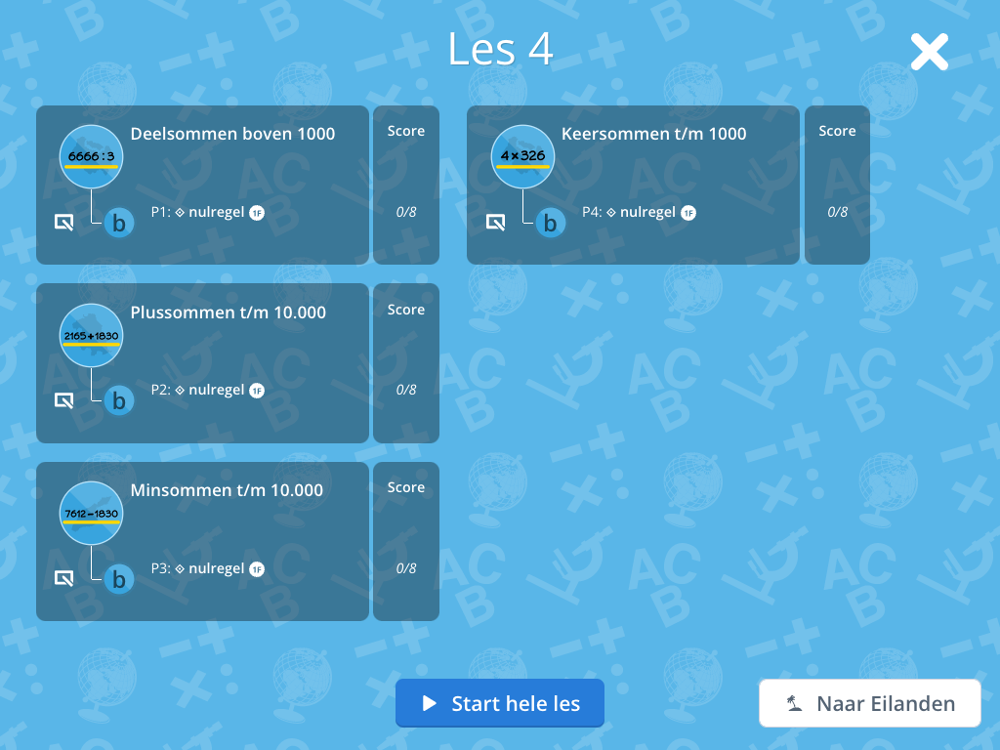 Les 4
Deelsommen boven 1000
6666:3
P1: nulregel 1F
b
Score
0/8
Keersommen t/m 1000
4×326
P4: nulregel 1F
b
Score
0/8
Plussommen t/m 10.000
2165+1830
P2: nulregel 1F
b
Score
0/8
Minsommen t/m 10.000
7612-1830
P3: nulregel 1F
b
Score
0/8
Start hele les
Naar Eilanden